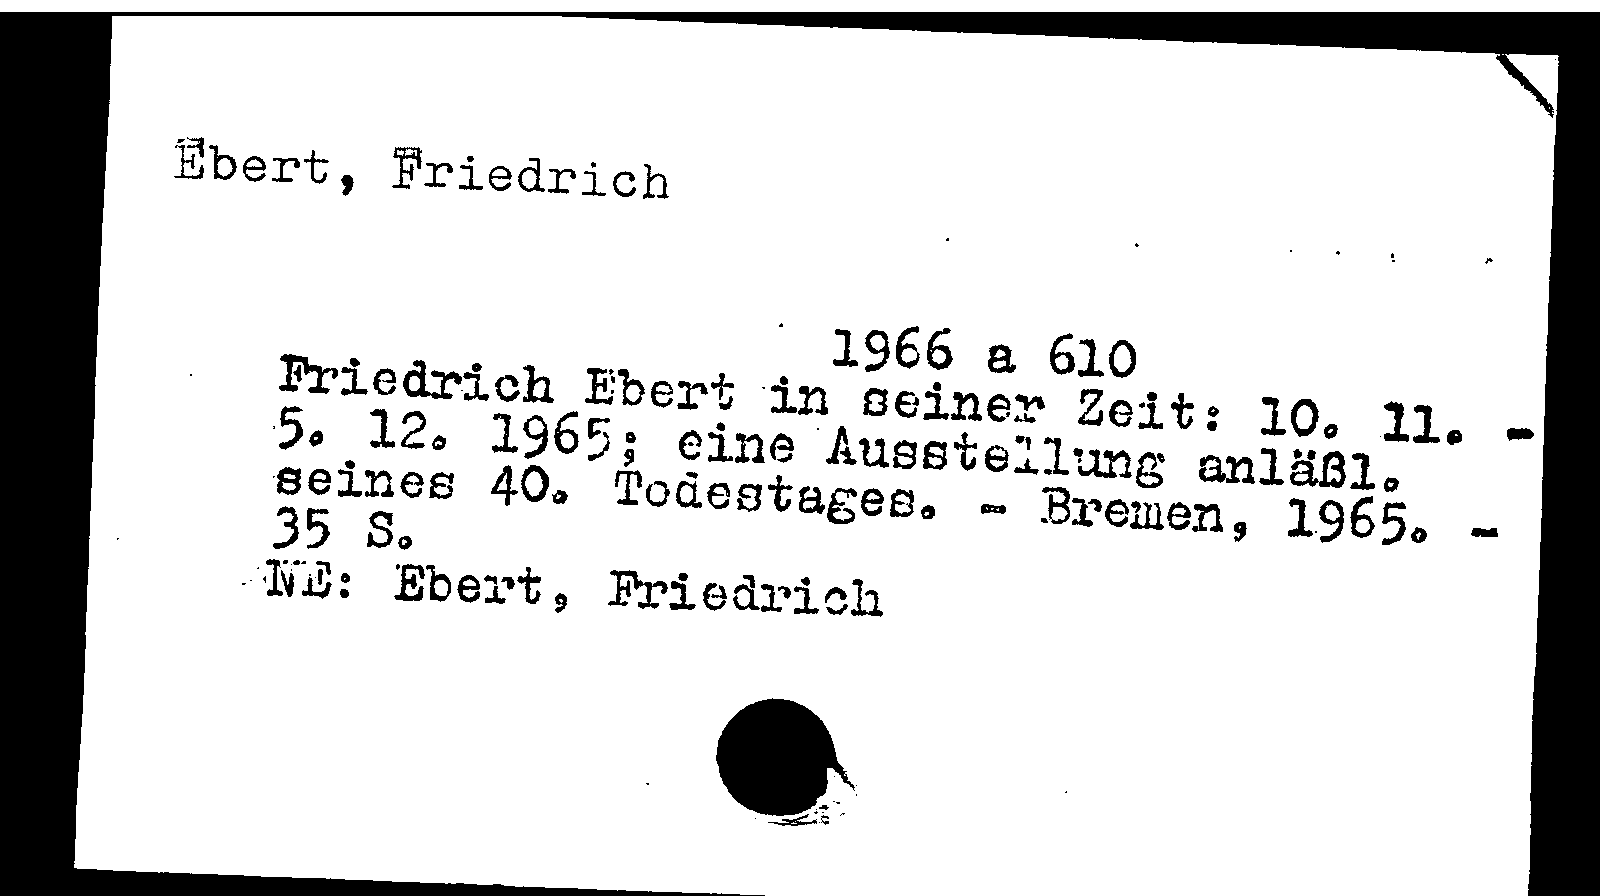 Ebert, Friedrich
1966 a 610
Friedrich Ebert in seiner Zeit: 10. 11. -
5. 12. 1965; eine Ausstellung anläßl.
seines 40. Todestages. - Bremen, 1965. -
35 S.
NE: Ebert, Friedrich